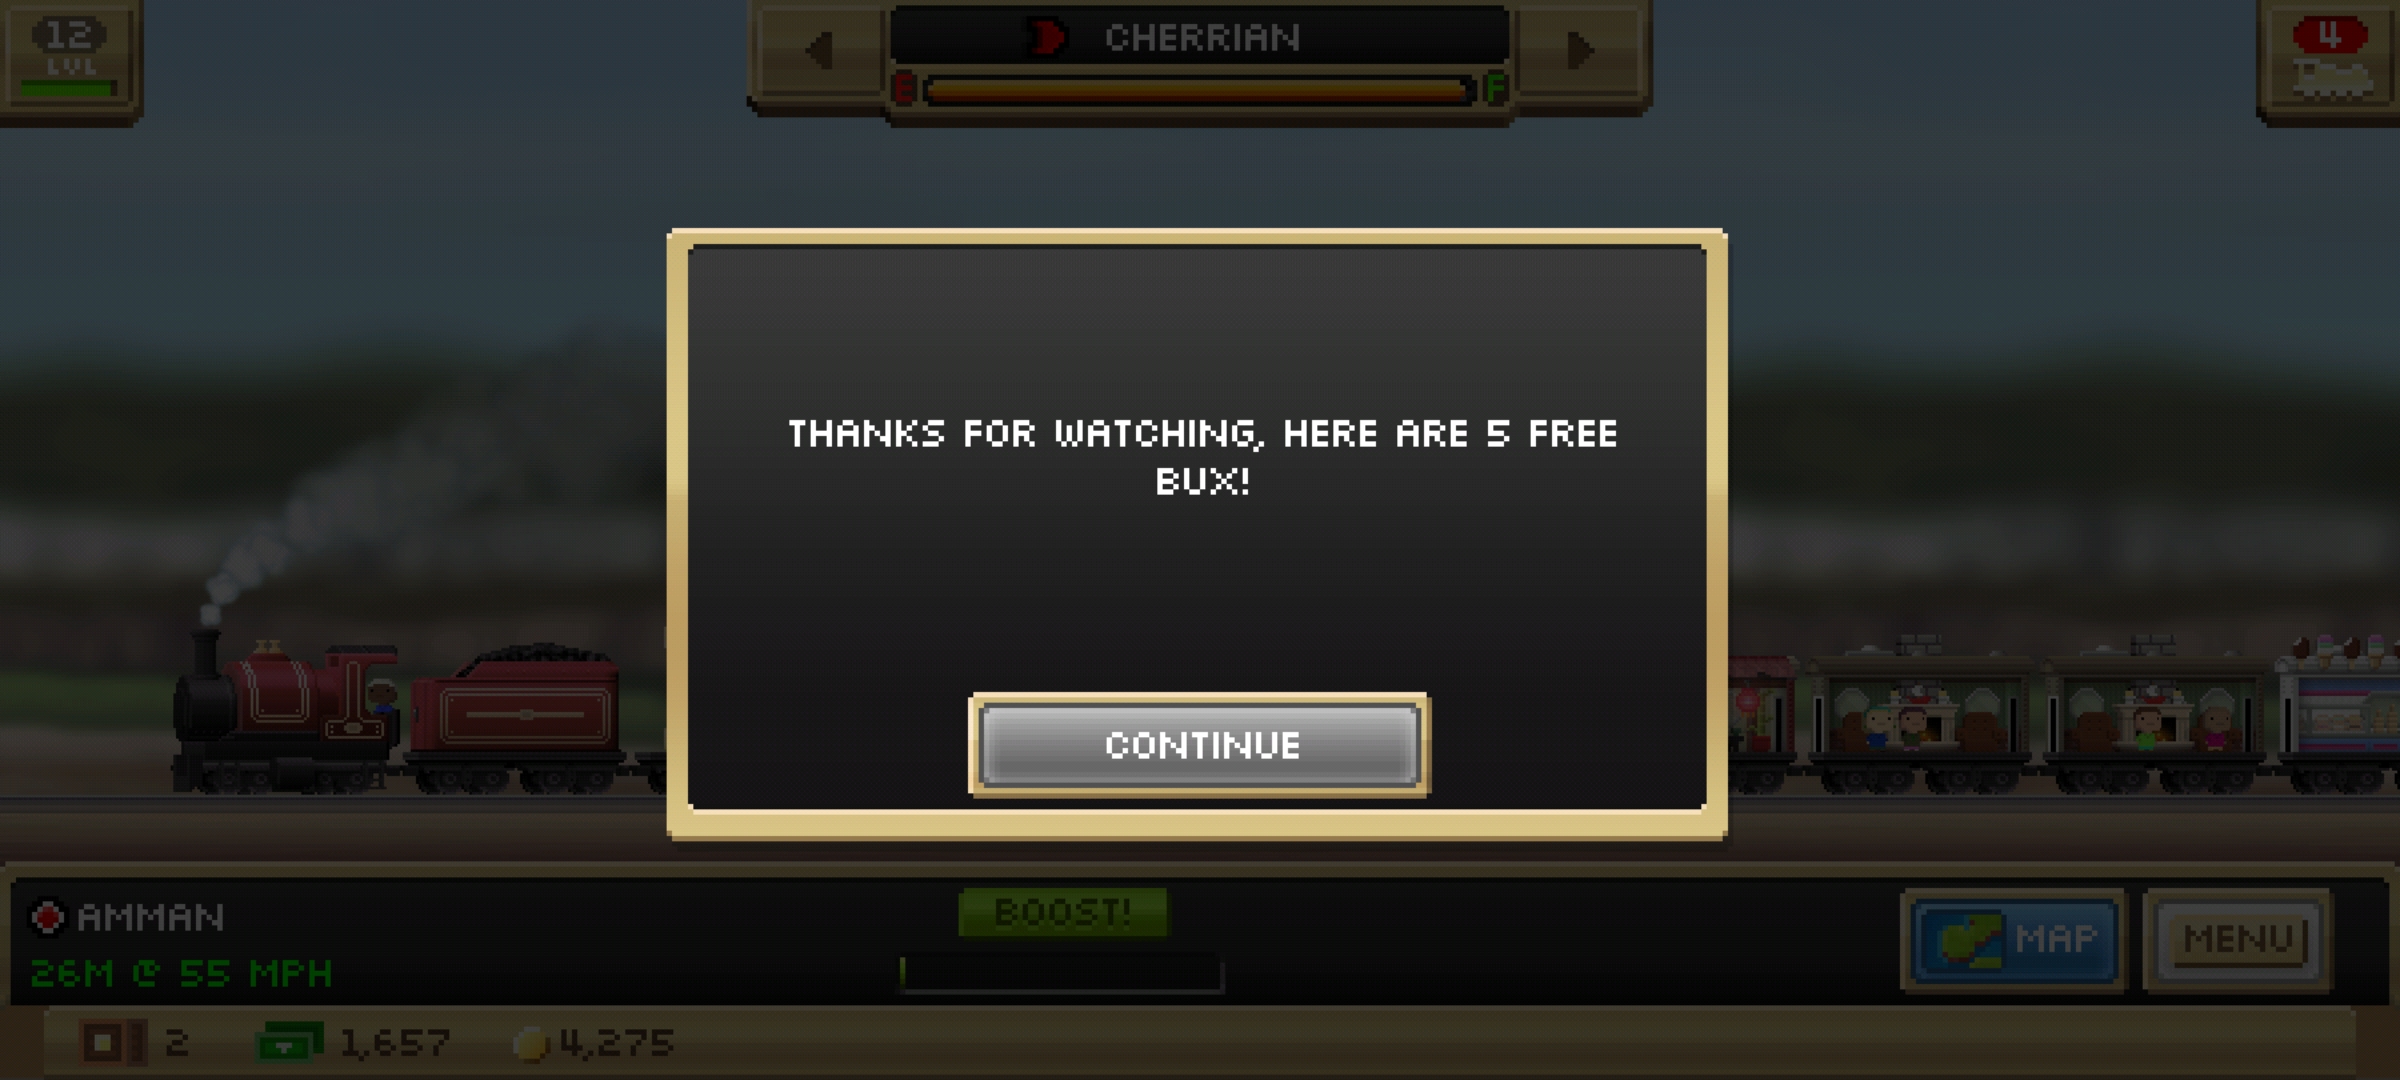 12
LVL
CHERRIAN
E F
4
THANKS FOR WATCHING, HERE ARE 5 FREE
BUX!
CONTINUE
AMMAN
26M @ 55 MPH
BOOST!
MAP
MENU
2
1,657
4,275